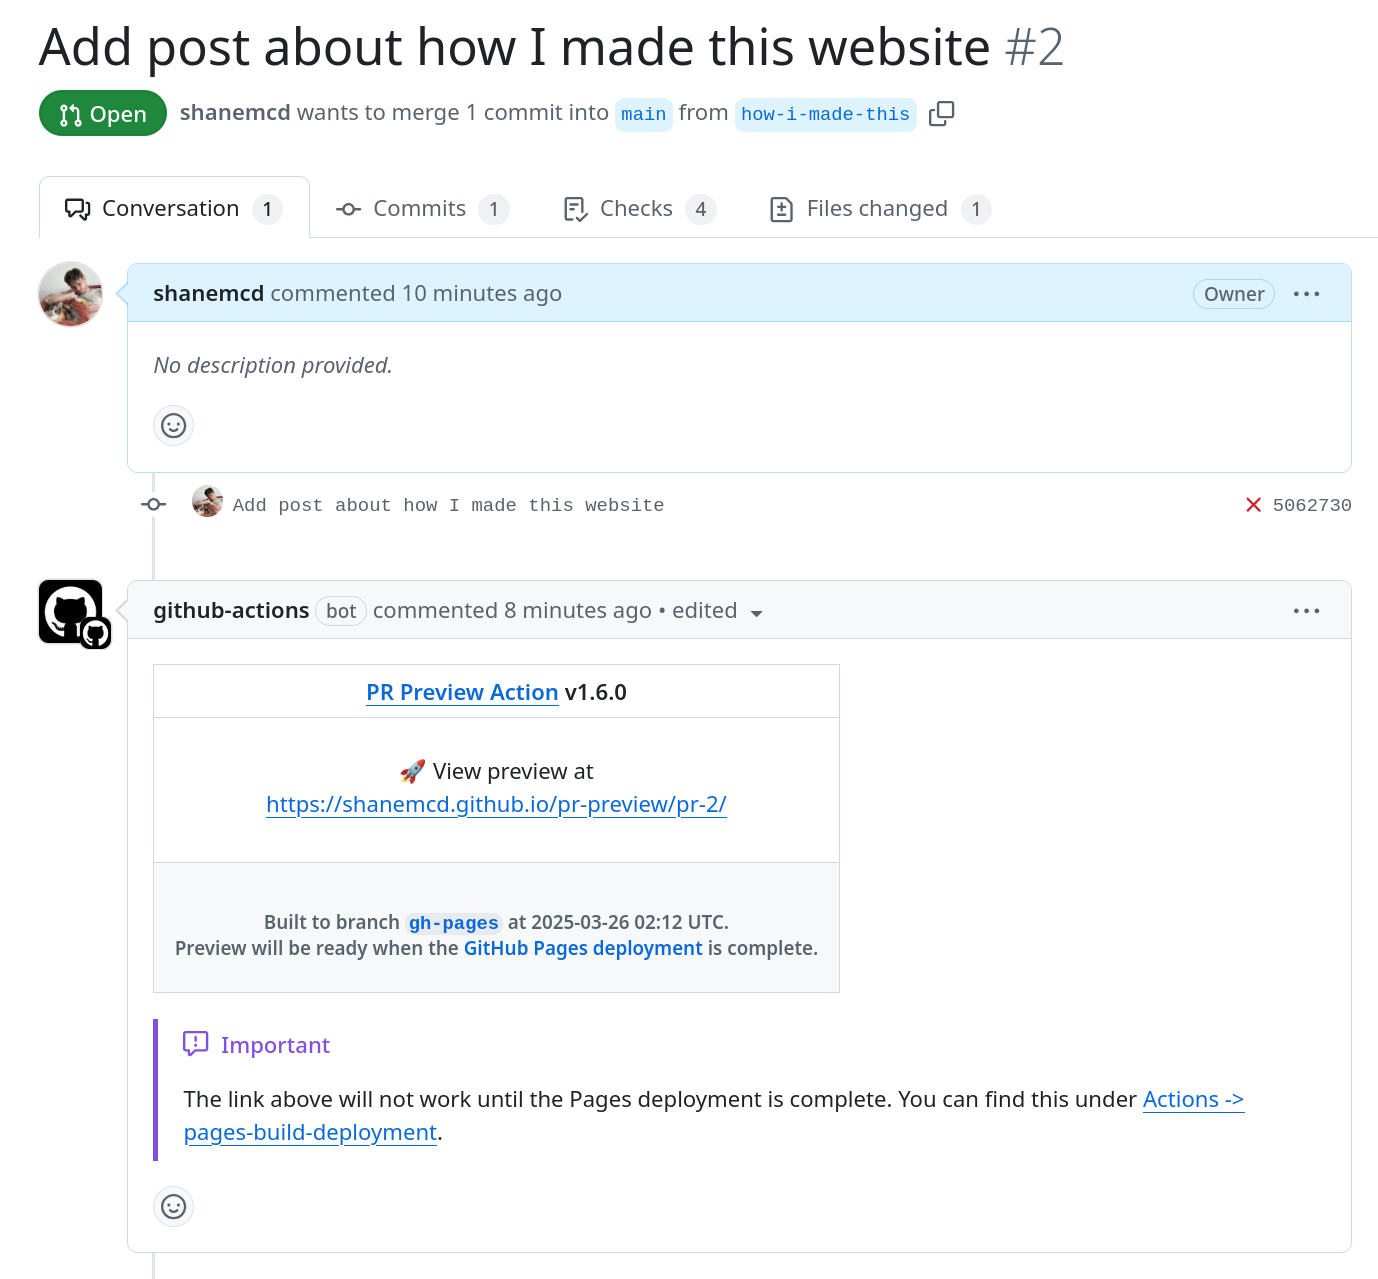 Add post about how I made this website #2
Open shanemcd wants to merge 1 commit into main from how-i-made-this
Conversation 1 Commits 1 Checks 4 Files changed 1
shanemcd commented 10 minutes ago Owner
No description provided.
Add post about how I made this website 5062730
github-actions bot commented 8 minutes ago • edited
PR Preview Action v1.6.0
🚀 View preview at
https://shanemcd.github.io/pr-preview/pr-2/
Built to branch gh-pages at 2025-03-26 02:12 UTC.
Preview will be ready when the GitHub Pages deployment is complete.
Important
The link above will not work until the Pages deployment is complete. You can find this under Actions ->
pages-build-deployment.